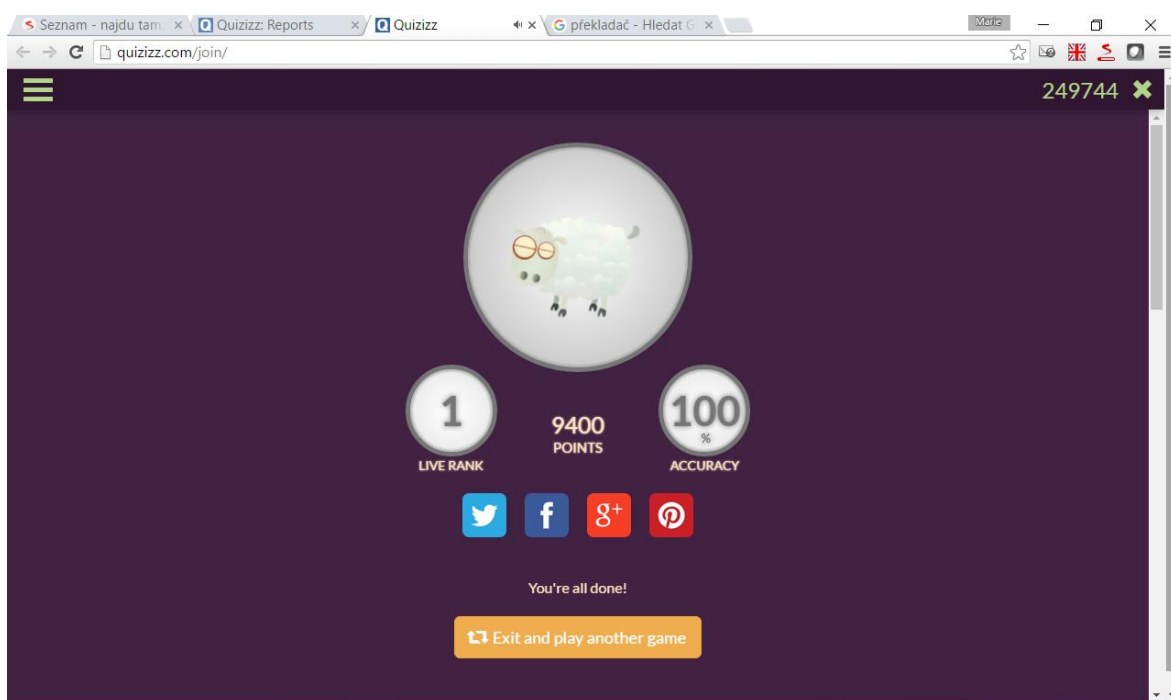 Seznam - najdu tam
Quizizz: Reports
Quizizz
překladač - Hledat G
Marie
quizizz.com/join/
249744
1
LIVE RANK
9400
POINTS
100
%
ACCURACY
You're all done!
Exit and play another game